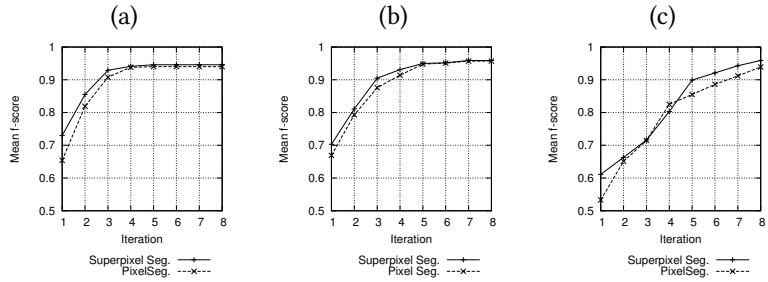 (a) (b) (c)
1 1 1
0.9 0.9 0.9
0.8 0.8 0.8
0.7 0.7 0.7
0.6 0.6 0.6
0.5 0.5 0.5
Mean f-score Mean f-score Mean f-score
1 2 3 4 5 6 7 8 1 2 3 4 5 6 7 8 1 2 3 4 5 6 7 8
Iteration Iteration Iteration
Superpixel Seg. Superpixel Seg. Superpixel Seg.
PixelSeg. PixelSeg. PixelSeg.